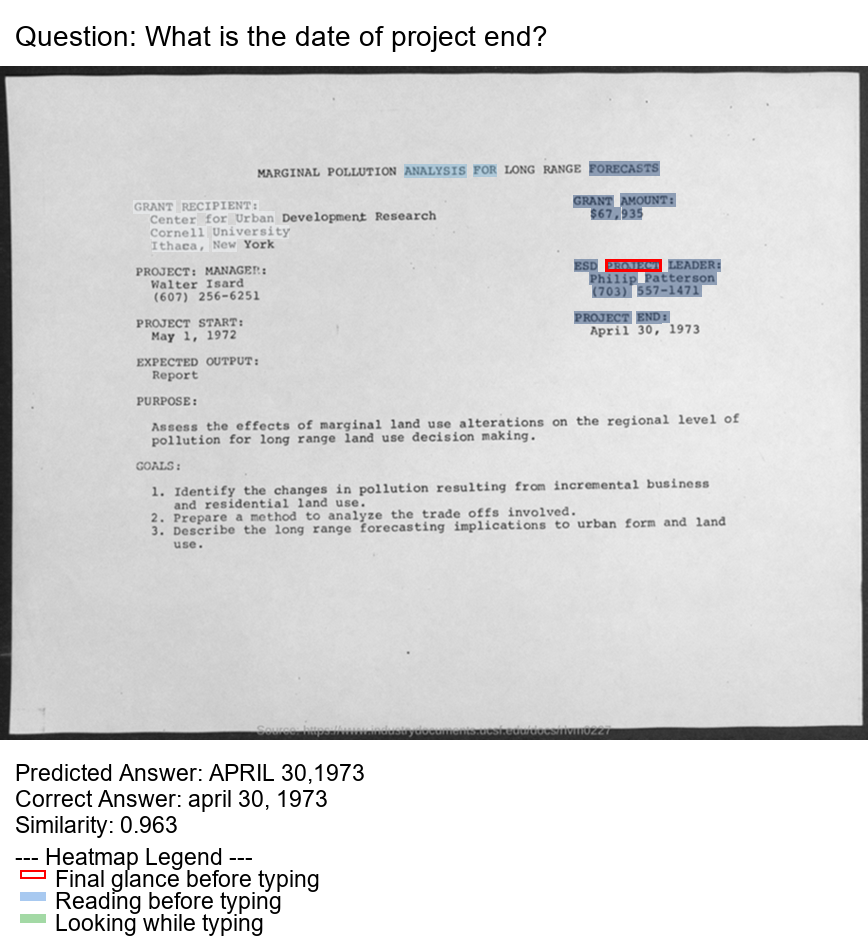 Question: What is the date of project end?
MARGINAL POLLUTION ANALYSIS FOR LONG RANGE FORECASTS
GRANT RECIPIENT:
Center for Urban Development Research
Cornell University
Ithaca, New York
GRANT AMOUNT:
$67,935
PROJECT: MANAGER:
Walter Isard
(607) 256-6251
ESD PROJECT LEADER:
Philip Patterson
(703) 557-1471
PROJECT START:
May 1, 1972
PROJECT END:
April 30, 1973
EXPECTED OUTPUT:
Report
PURPOSE:
Assess the effects of marginal land use alterations on the regional level of
pollution for long range land use decision making.
GOALS:
1. Identify the changes in pollution resulting from incremental business
and residential land use.
2. Prepare a method to analyze the trade offs involved.
3. Describe the long range forecasting implications to urban form and land
use.
Source: https://www.industrydocuments.ucsf.edu/docs/
Predicted Answer: APRIL 30,1973
Correct Answer: april 30, 1973
Similarity: 0.963
--- Heatmap Legend ---
Final glance before typing
Reading before typing
Looking while typing